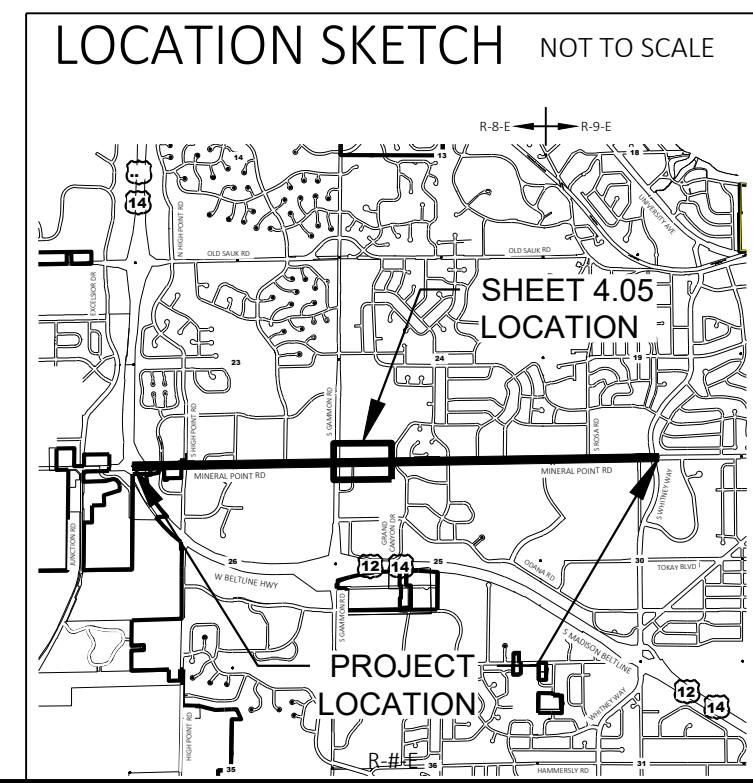 LOCATION SKETCH NOT TO SCALE
R-8-E R-9-E
14
13
18
14
N HIGH POINT RD
UNIVERSITY AVE
OLD SAUK RD
OLD SAUK RD
EXCELSIOR DR
SHEET 4.05
LOCATION
23
24
19
S GAMMON RD
S HIGH POINT RD
S ROSA RD
MINERAL POINT RD
MINERAL POINT RD
S WHITNEY WAY
JUNCTION RD
GRAND
CANYON DR
26
12
14
25
ODANA RD
30
TOKAY BLVD
W BELTLINE HWY
S GAMMON RD
S MADISON BELTLINE
PROJECT
LOCATION
12
14
WHITNEY WAY
HIGH POINT RD
R-#-E
35
36
31
HAMMERSLY RD